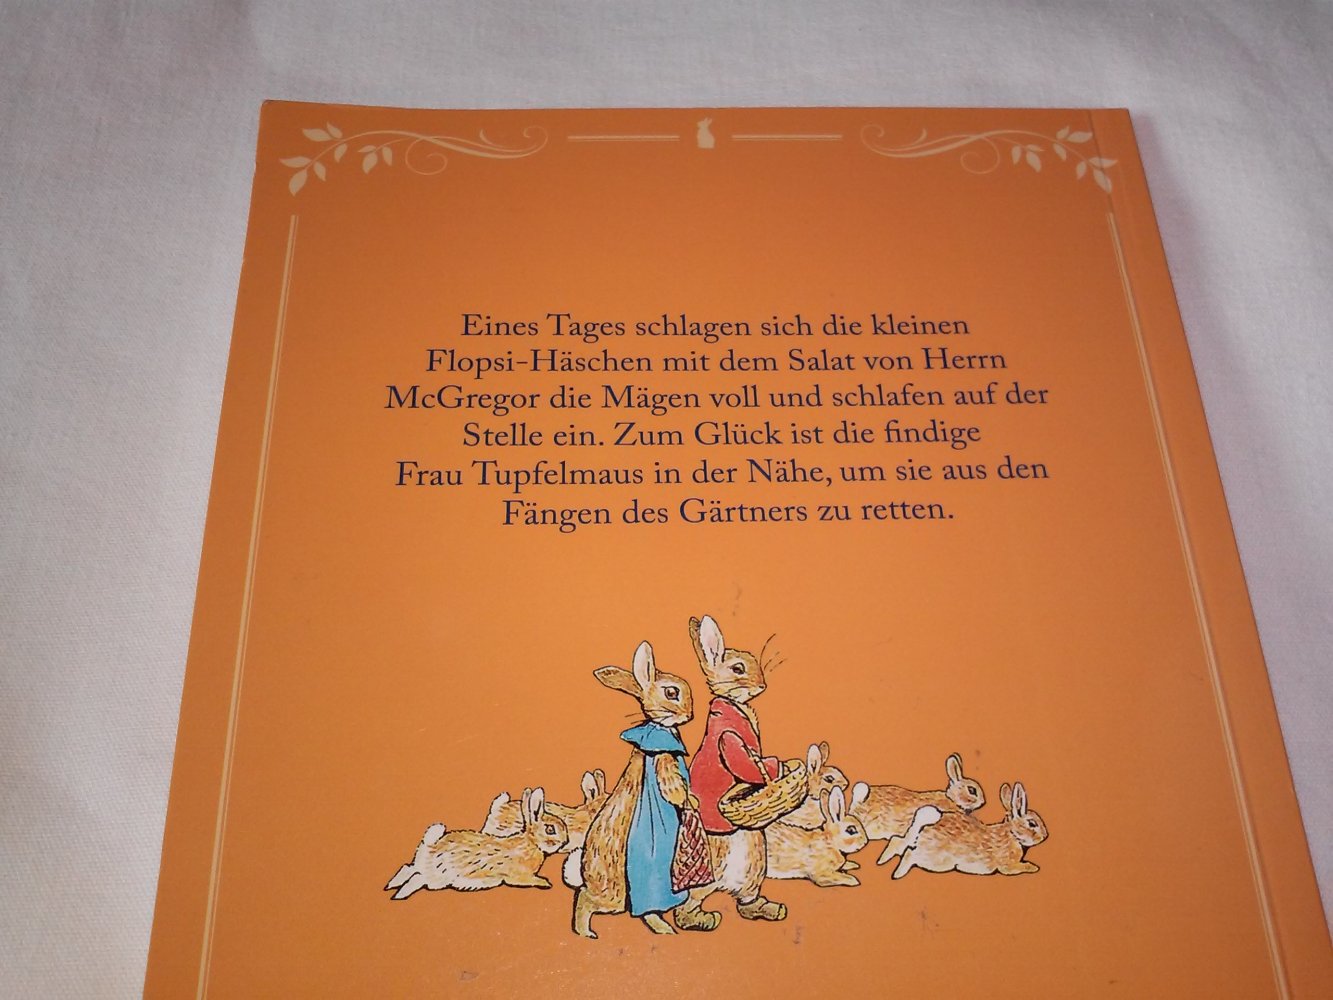 Eines Tages schlagen sich die kleinen
Flopsi-Häschen mit dem Salat von Herrn
McGregor die Mägen voll und schlafen auf der
Stelle ein. Zum Glück ist die findige
Frau Tupfelmaus in der Nähe, um sie aus den
Fängen des Gärtners zu retten.